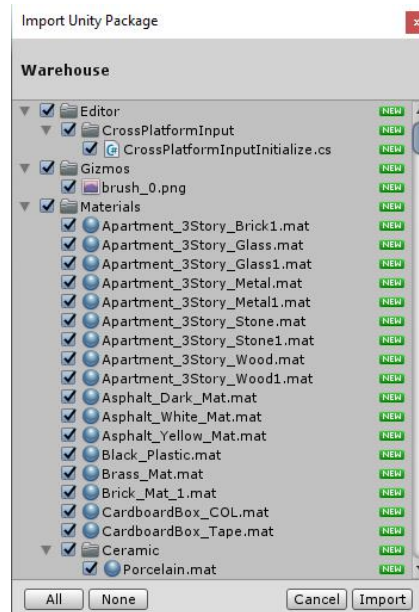 Import Unity Package
x
Warehouse
Editor NEW
CrossPlatformInput NEW
CrossPlatformInputInitialize.cs NEW
Gizmos NEW
brush_0.png NEW
Materials NEW
Apartment_3Story_Brick1.mat NEW
Apartment_3Story_Glass.mat NEW
Apartment_3Story_Glass1.mat NEW
Apartment_3Story_Metal.mat NEW
Apartment_3Story_Metal1.mat NEW
Apartment_3Story_Stone.mat NEW
Apartment_3Story_Stone1.mat NEW
Apartment_3Story_Wood.mat NEW
Apartment_3Story_Wood1.mat NEW
Asphalt_Dark_Mat.mat NEW
Asphalt_White_Mat.mat NEW
Asphalt_Yellow_Mat.mat NEW
Black_Plastic.mat NEW
Brass_Mat.mat NEW
Brick_Mat_1.mat NEW
CardboardBox_COL.mat NEW
CardboardBox_Tape.mat NEW
Ceramic NEW
Porcelain.mat NEW
All None Cancel Import